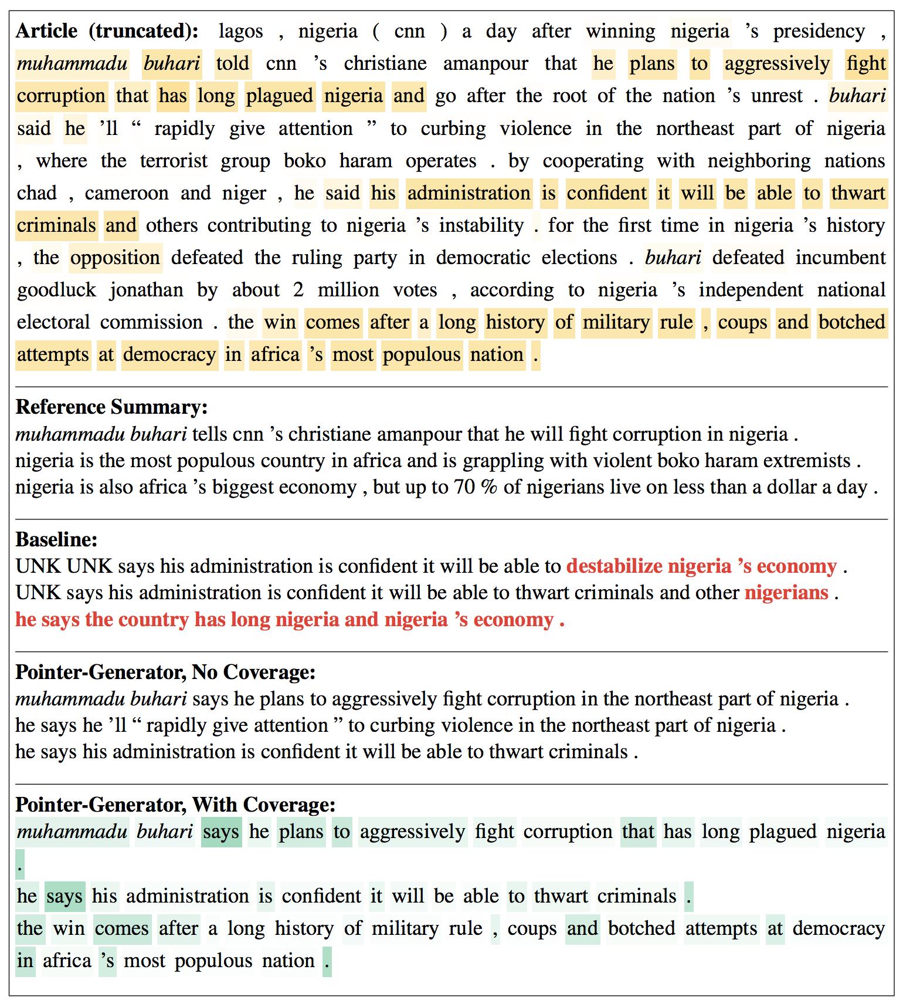 Article (truncated): lagos , nigeria ( cnn ) a day after winning nigeria ’s presidency ,
muhammadu buhari told cnn ’s christiane amanpour that he plans to aggressively fight
corruption that has long plagued nigeria and go after the root of the nation ’s unrest . buhari
said he ’ll “ rapidly give attention ” to curbing violence in the northeast part of nigeria
, where the terrorist group boko haram operates . by cooperating with neighboring nations
chad , cameroon and niger , he said his administration is confident it will be able to thwart
criminals and others contributing to nigeria ’s instability . for the first time in nigeria ’s history
, the opposition defeated the ruling party in democratic elections . buhari defeated incumbent
goodluck jonathan by about 2 million votes , according to nigeria ’s independent national
electoral commission . the win comes after a long history of military rule , coups and botched
attempts at democracy in africa ’s most populous nation .
Reference Summary:
muhammadu buhari tells cnn ’s christiane amanpour that he will fight corruption in nigeria .
nigeria is the most populous country in africa and is grappling with violent boko haram extremists .
nigeria is also africa ’s biggest economy , but up to 70 % of nigerians live on less than a dollar a day .
Baseline:
UNK UNK says his administration is confident it will be able to destabilize nigeria ’s economy .
UNK says his administration is confident it will be able to thwart criminals and other nigerians .
he says the country has long nigeria and nigeria ’s economy .
Pointer-Generator, No Coverage:
muhammadu buhari says he plans to aggressively fight corruption in the northeast part of nigeria .
he says he ’ll “ rapidly give attention ” to curbing violence in the northeast part of nigeria .
he says his administration is confident it will be able to thwart criminals .
Pointer-Generator, With Coverage:
muhammadu buhari says he plans to aggressively fight corruption that has long plagued nigeria
.
he says his administration is confident it will be able to thwart criminals .
the win comes after a long history of military rule , coups and botched attempts at democracy
in africa ’s most populous nation .